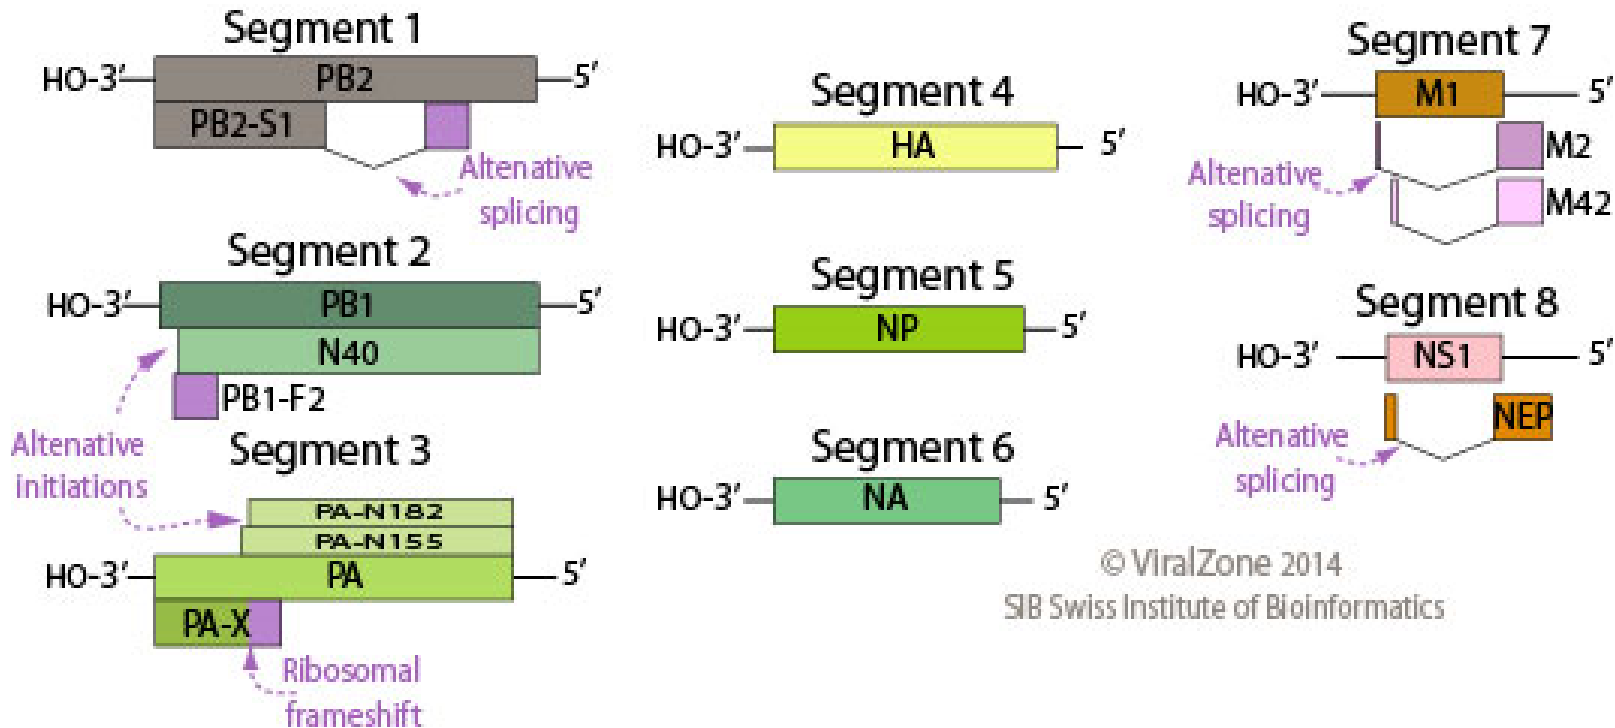 Segment 1
HO-3’
PB2
5’
PB2-S1
Altenative
splicing
Segment 2
HO-3’
PB1
5’
N40
PB1-F2
Altenative
initiations
Segment 3
PA-N182
PA-N155
HO-3’
PA
5’
PA-X
Ribosomal
frameshift
Segment 4
HO-3’
HA
5’
Segment 5
HO-3’
NP
5’
Segment 6
HO-3’
NA
5’
Segment 7
HO-3’
M1
5’
M2
Altenative
splicing
M42
Segment 8
HO-3’
NS1
5’
NEP
Altenative
splicing
© ViralZone 2014
SIB Swiss Institute of Bioinformatics